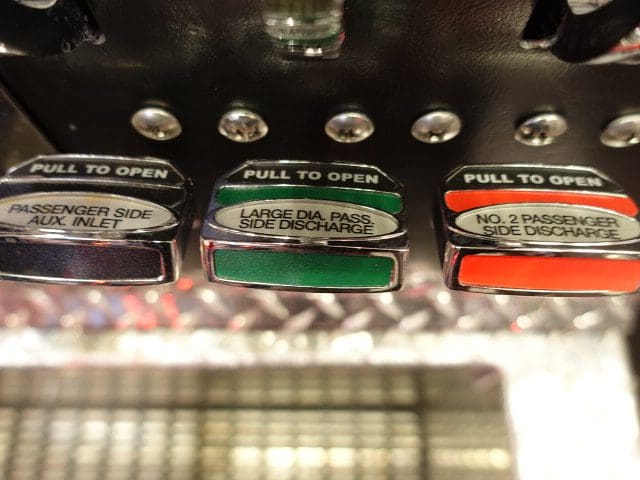 PULL TO OPEN
PASSENGER SIDE
AUX. INLET
PULL TO OPEN
LARGE DIA. PASS.
SIDE DISCHARGE
PULL TO OPEN
NO. 2 PASSENGER
SIDE DISCHARGE